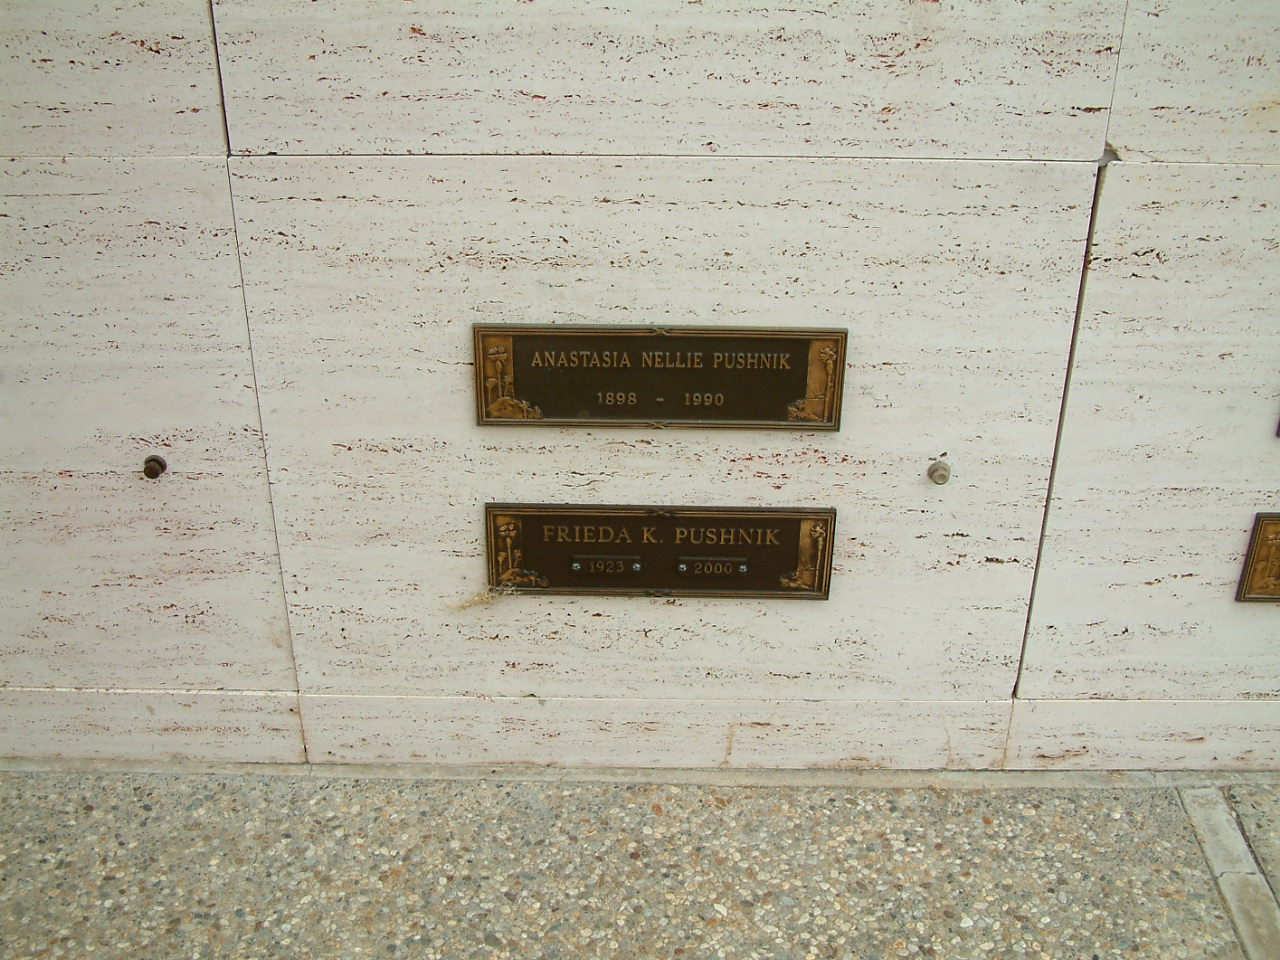 ANASTASIA NELLIE PUSHNIK
1898 - 1990
FRIEDA K. PUSHNIK
1923 2000